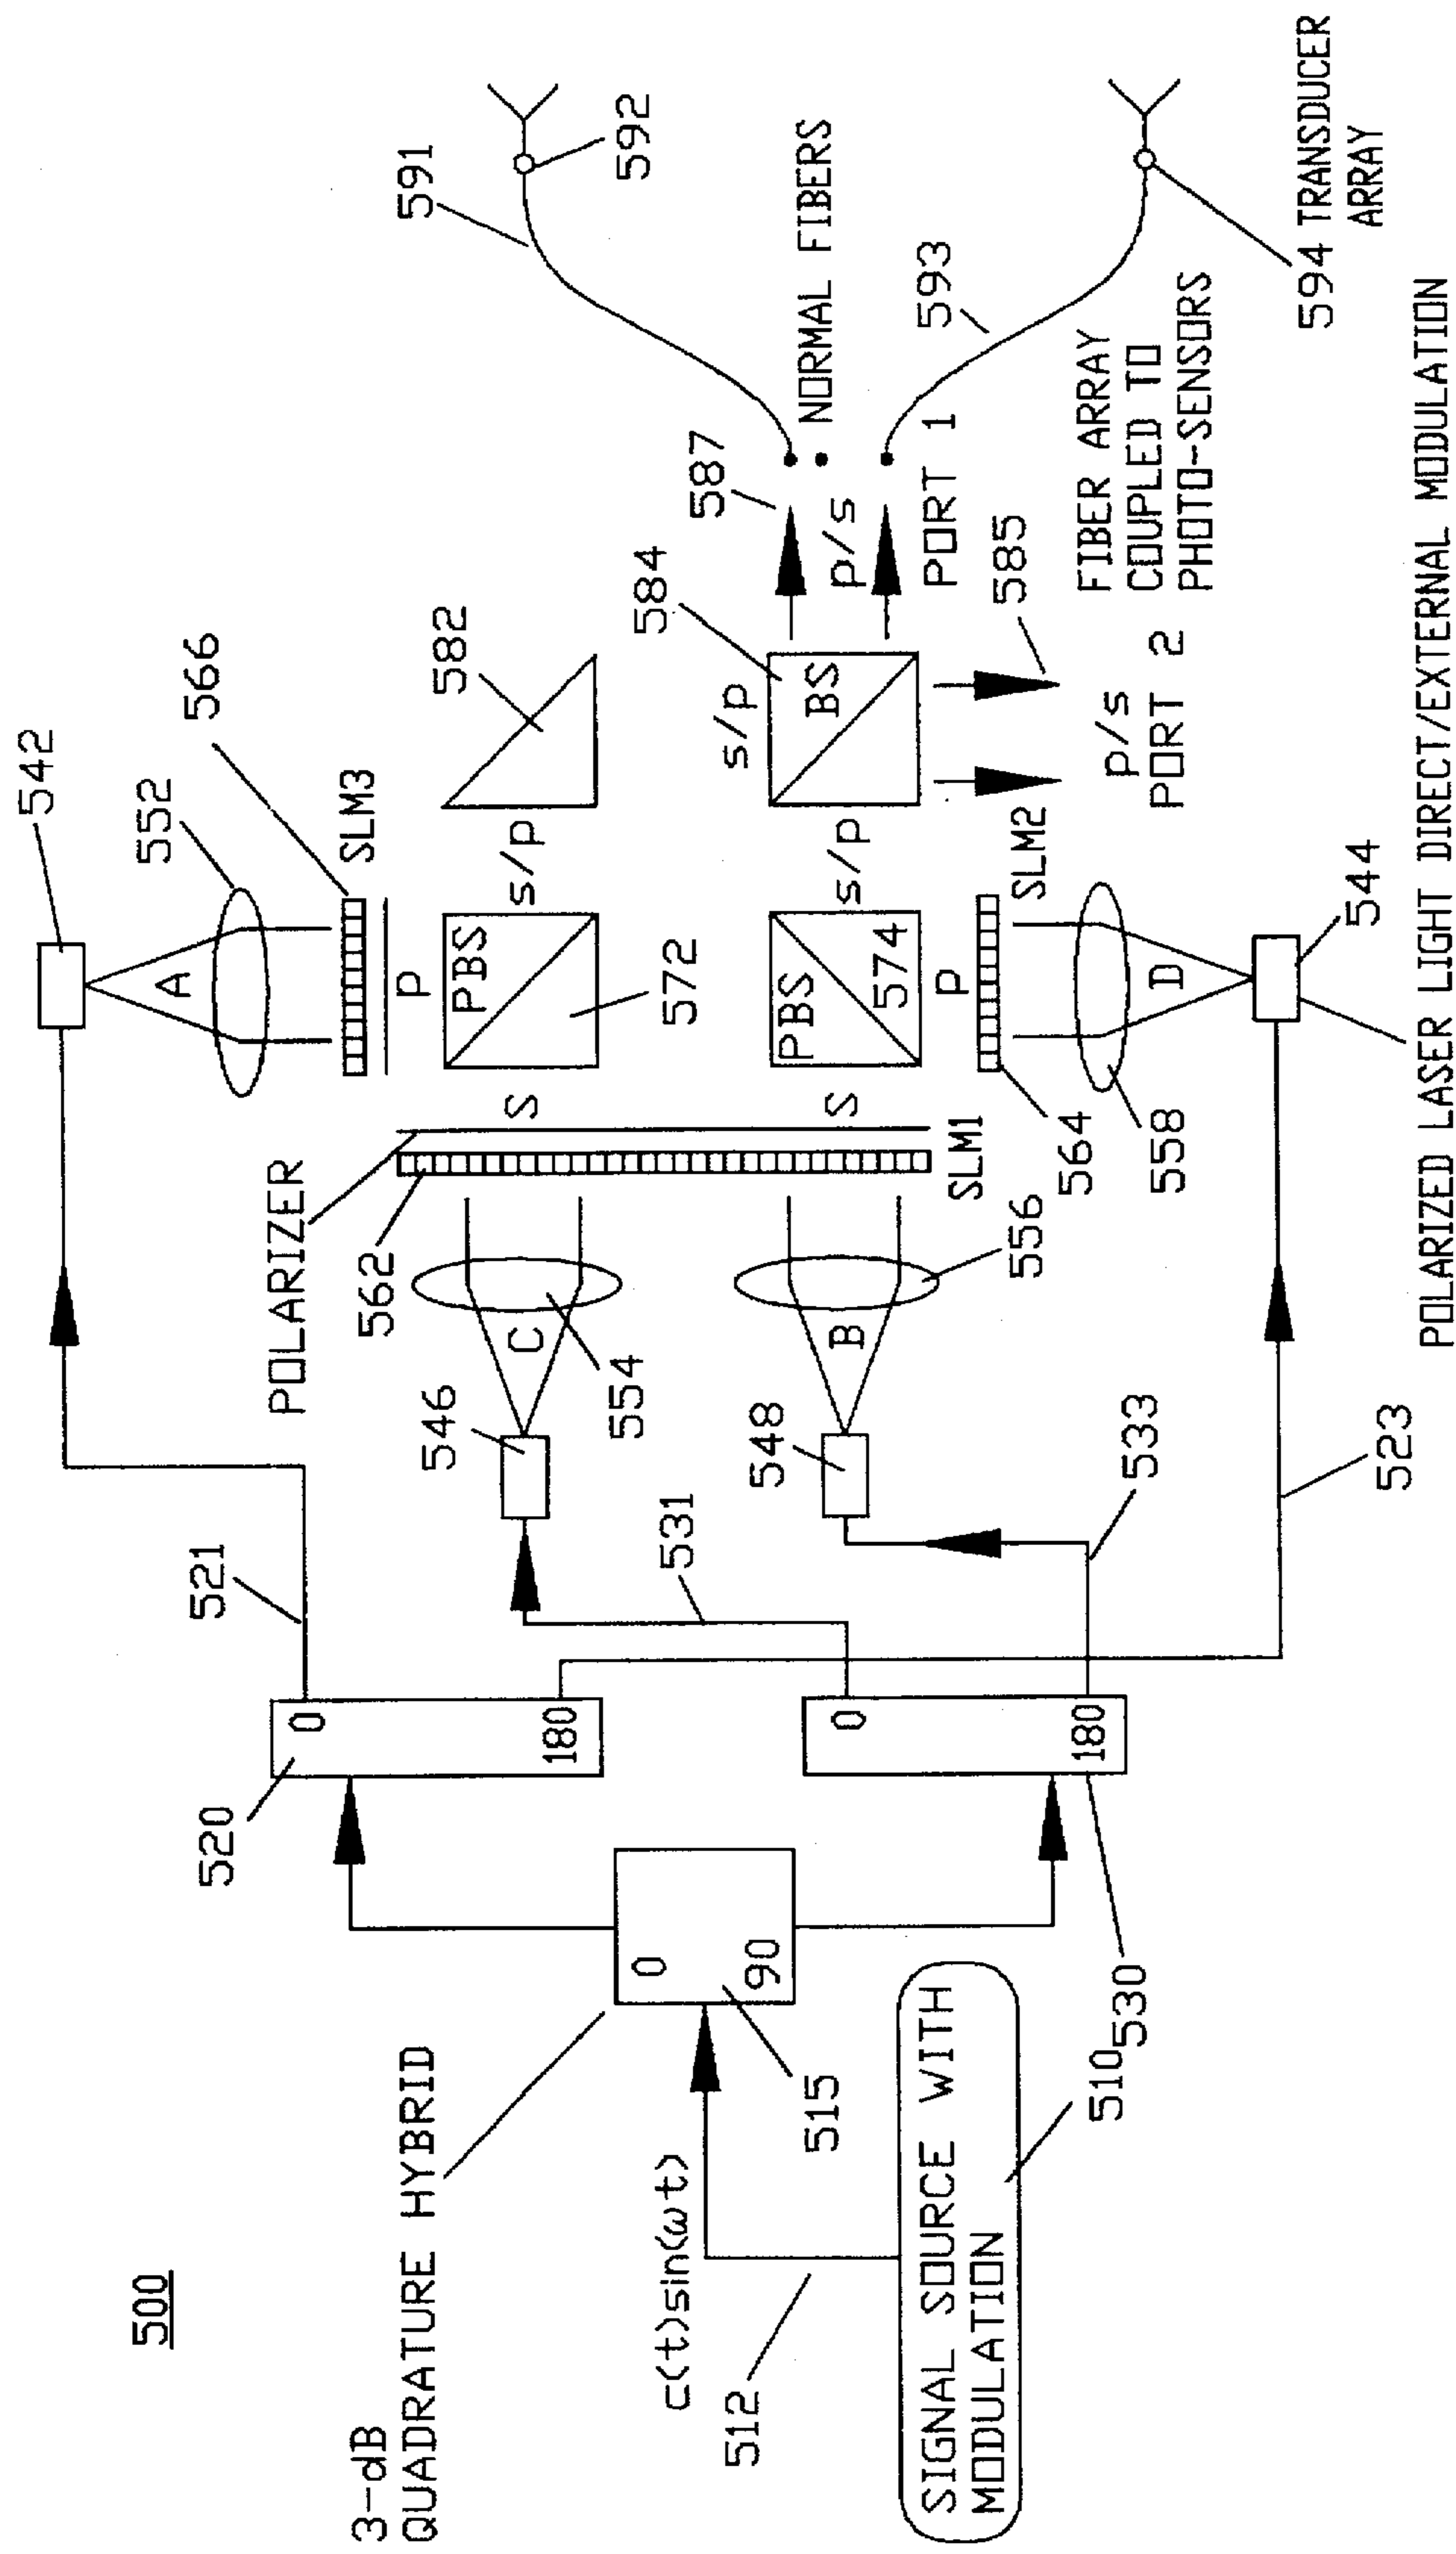 500
3-dB
QUADRATURE HYBRID
c(t)sin(ωt)
512
SIGNAL SOURCE WITH
MODULATION
510
515
0
90
520
0
180
521
530
0
180
531
533
523
POLARIZER
562
546
C
554
548
B
556
SLM1
S
S
542
A
552
566
SLM3
P
PBS
572
s/p
582
PBS
574
s/p
P
SLM2
564
558
D
544
POLARIZED LASER LIGHT DIRECT/EXTERNAL MODULATION
s/p
BS
584
587
p/s
PORT 1
585
p/s
PORT 2
FIBER ARRAY
COUPLED TO
PHOTO-SENSORS
NORMAL FIBERS
591
592
593
594 TRANSDUCER
ARRAY